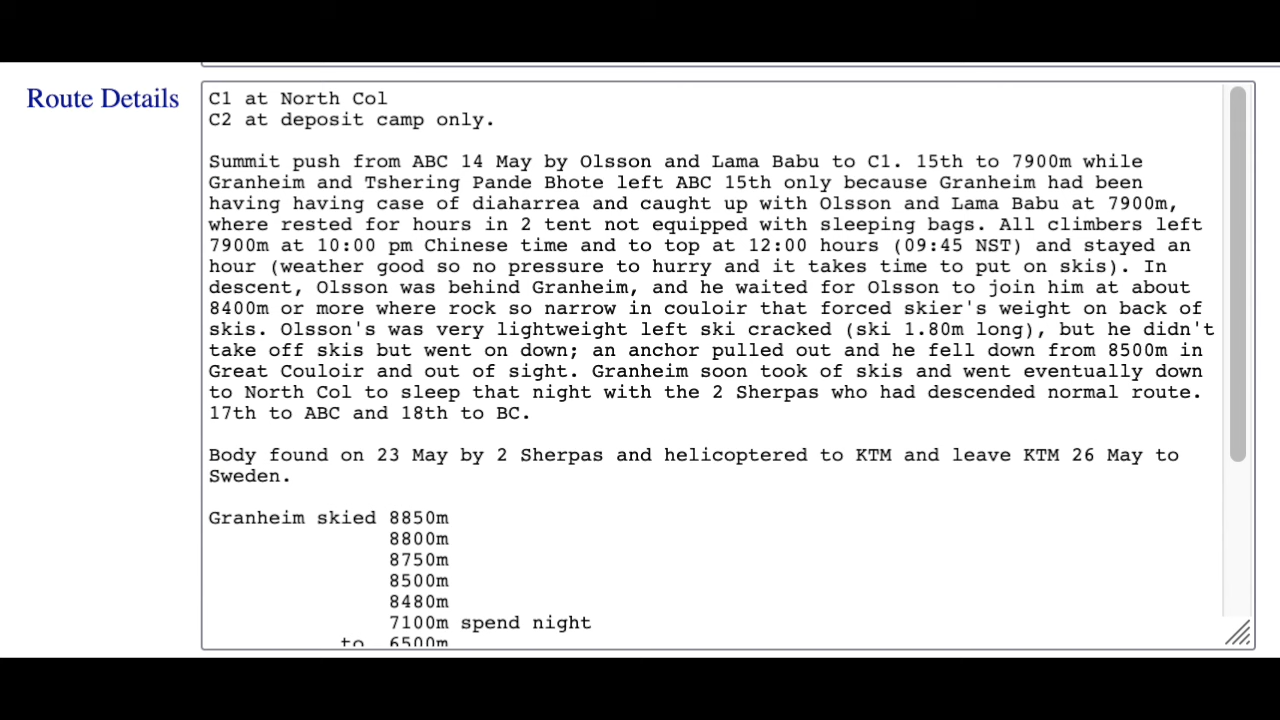 Route Details
C1 at North Col
C2 at deposit camp only.
Summit push from ABC 14 May by Olsson and Lama Babu to C1. 15th to 7900m while
Granheim and Tshering Pande Bhote left ABC 15th only because Granheim had been
having having case of diaharrea and caught up with Olsson and Lama Babu at 7900m,
where rested for hours in 2 tent not equipped with sleeping bags. All climbers left
7900m at 10:00 pm Chinese time and to top at 12:00 hours (09:45 NST) and stayed an
hour (weather good so no pressure to hurry and it takes time to put on skis). In
descent, Olsson was behind Granheim, and he waited for Olsson to join him at about
8400m or more where rock so narrow in couloir that forced skier's weight on back of
skis. Olsson's was very lightweight left ski cracked (ski 1.80m long), but he didn't
take off skis but went on down; an anchor pulled out and he fell down from 8500m in
Great Couloir and out of sight. Granheim soon took of skis and went eventually down
to North Col to sleep that night with the 2 Sherpas who had descended normal route.
17th to ABC and 18th to BC.
Body found on 23 May by 2 Sherpas and helicoptered to KTM and leave KTM 26 May to
Sweden.
Granheim skied 8850m
8800m
8750m
8500m
8480m
7100m spend night
to 6500m